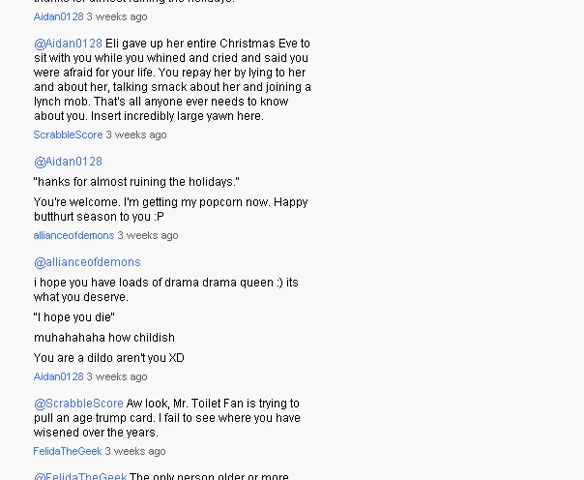 thanks for almost ruining the holidays.
Aidan0128 3 weeks ago
@Aidan0128 Eli gave up her entire Christmas Eve to
sit with you while you whined and cried and said you
were afraid for your life. You repay her by lying to her
and about her, talking smack about her and joining a
lynch mob. That's all anyone ever needs to know
about you. Insert incredibly large yawn here.
ScrabbleScore 3 weeks ago
@Aidan0128
"hanks for almost ruining the holidays."
You're welcome. I'm getting my popcorn now. Happy
butthurt season to you :P
allianceofdemons 3 weeks ago
@allianceofdemons
i hope you have loads of drama drama queen :) its
what you deserve.
"I hope you die"
muhahahaha how childish
You are a dildo aren't you XD
Aidan0128 3 weeks ago
@ScrabbleScore Aw look, Mr. Toilet Fan is trying to
pull an age trump card. I fail to see where you have
wisened over the years.
FelidaTheGeek 3 weeks ago
@FelidaTheGeek The only person older or more